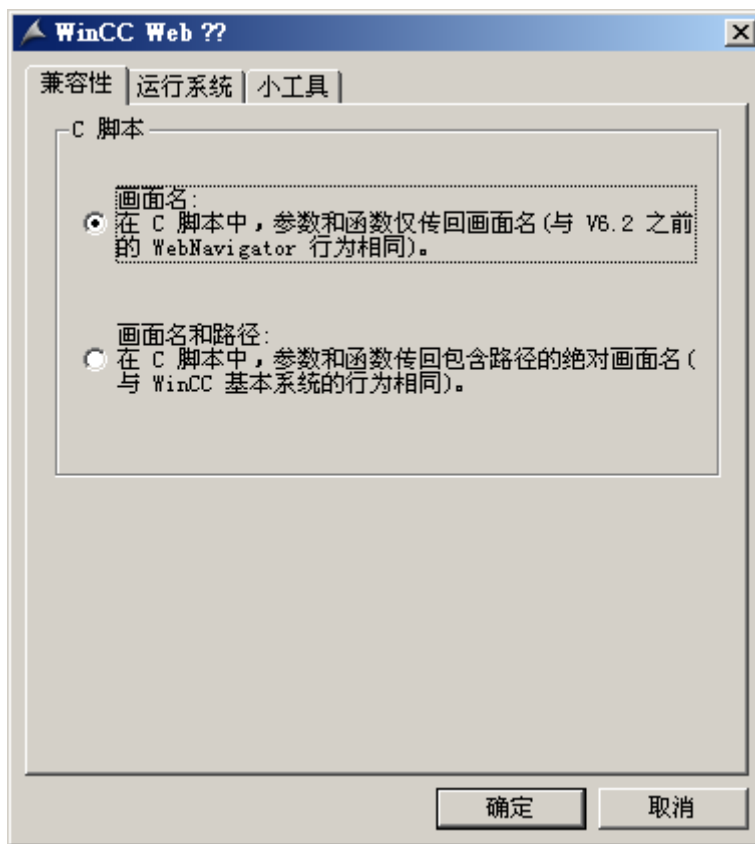 WinCC Web ??
兼容性 运行系统 小工具
C 脚本
画面名:
在 C 脚本中，参数和函数仅传回画面名(与 V6.2 之前
的 WebNavigator 行为相同)。
画面名和路径:
在 C 脚本中，参数和函数传回包含路径的绝对画面名(
与 WinCC 基本系统的行为相同)。
确定 取消